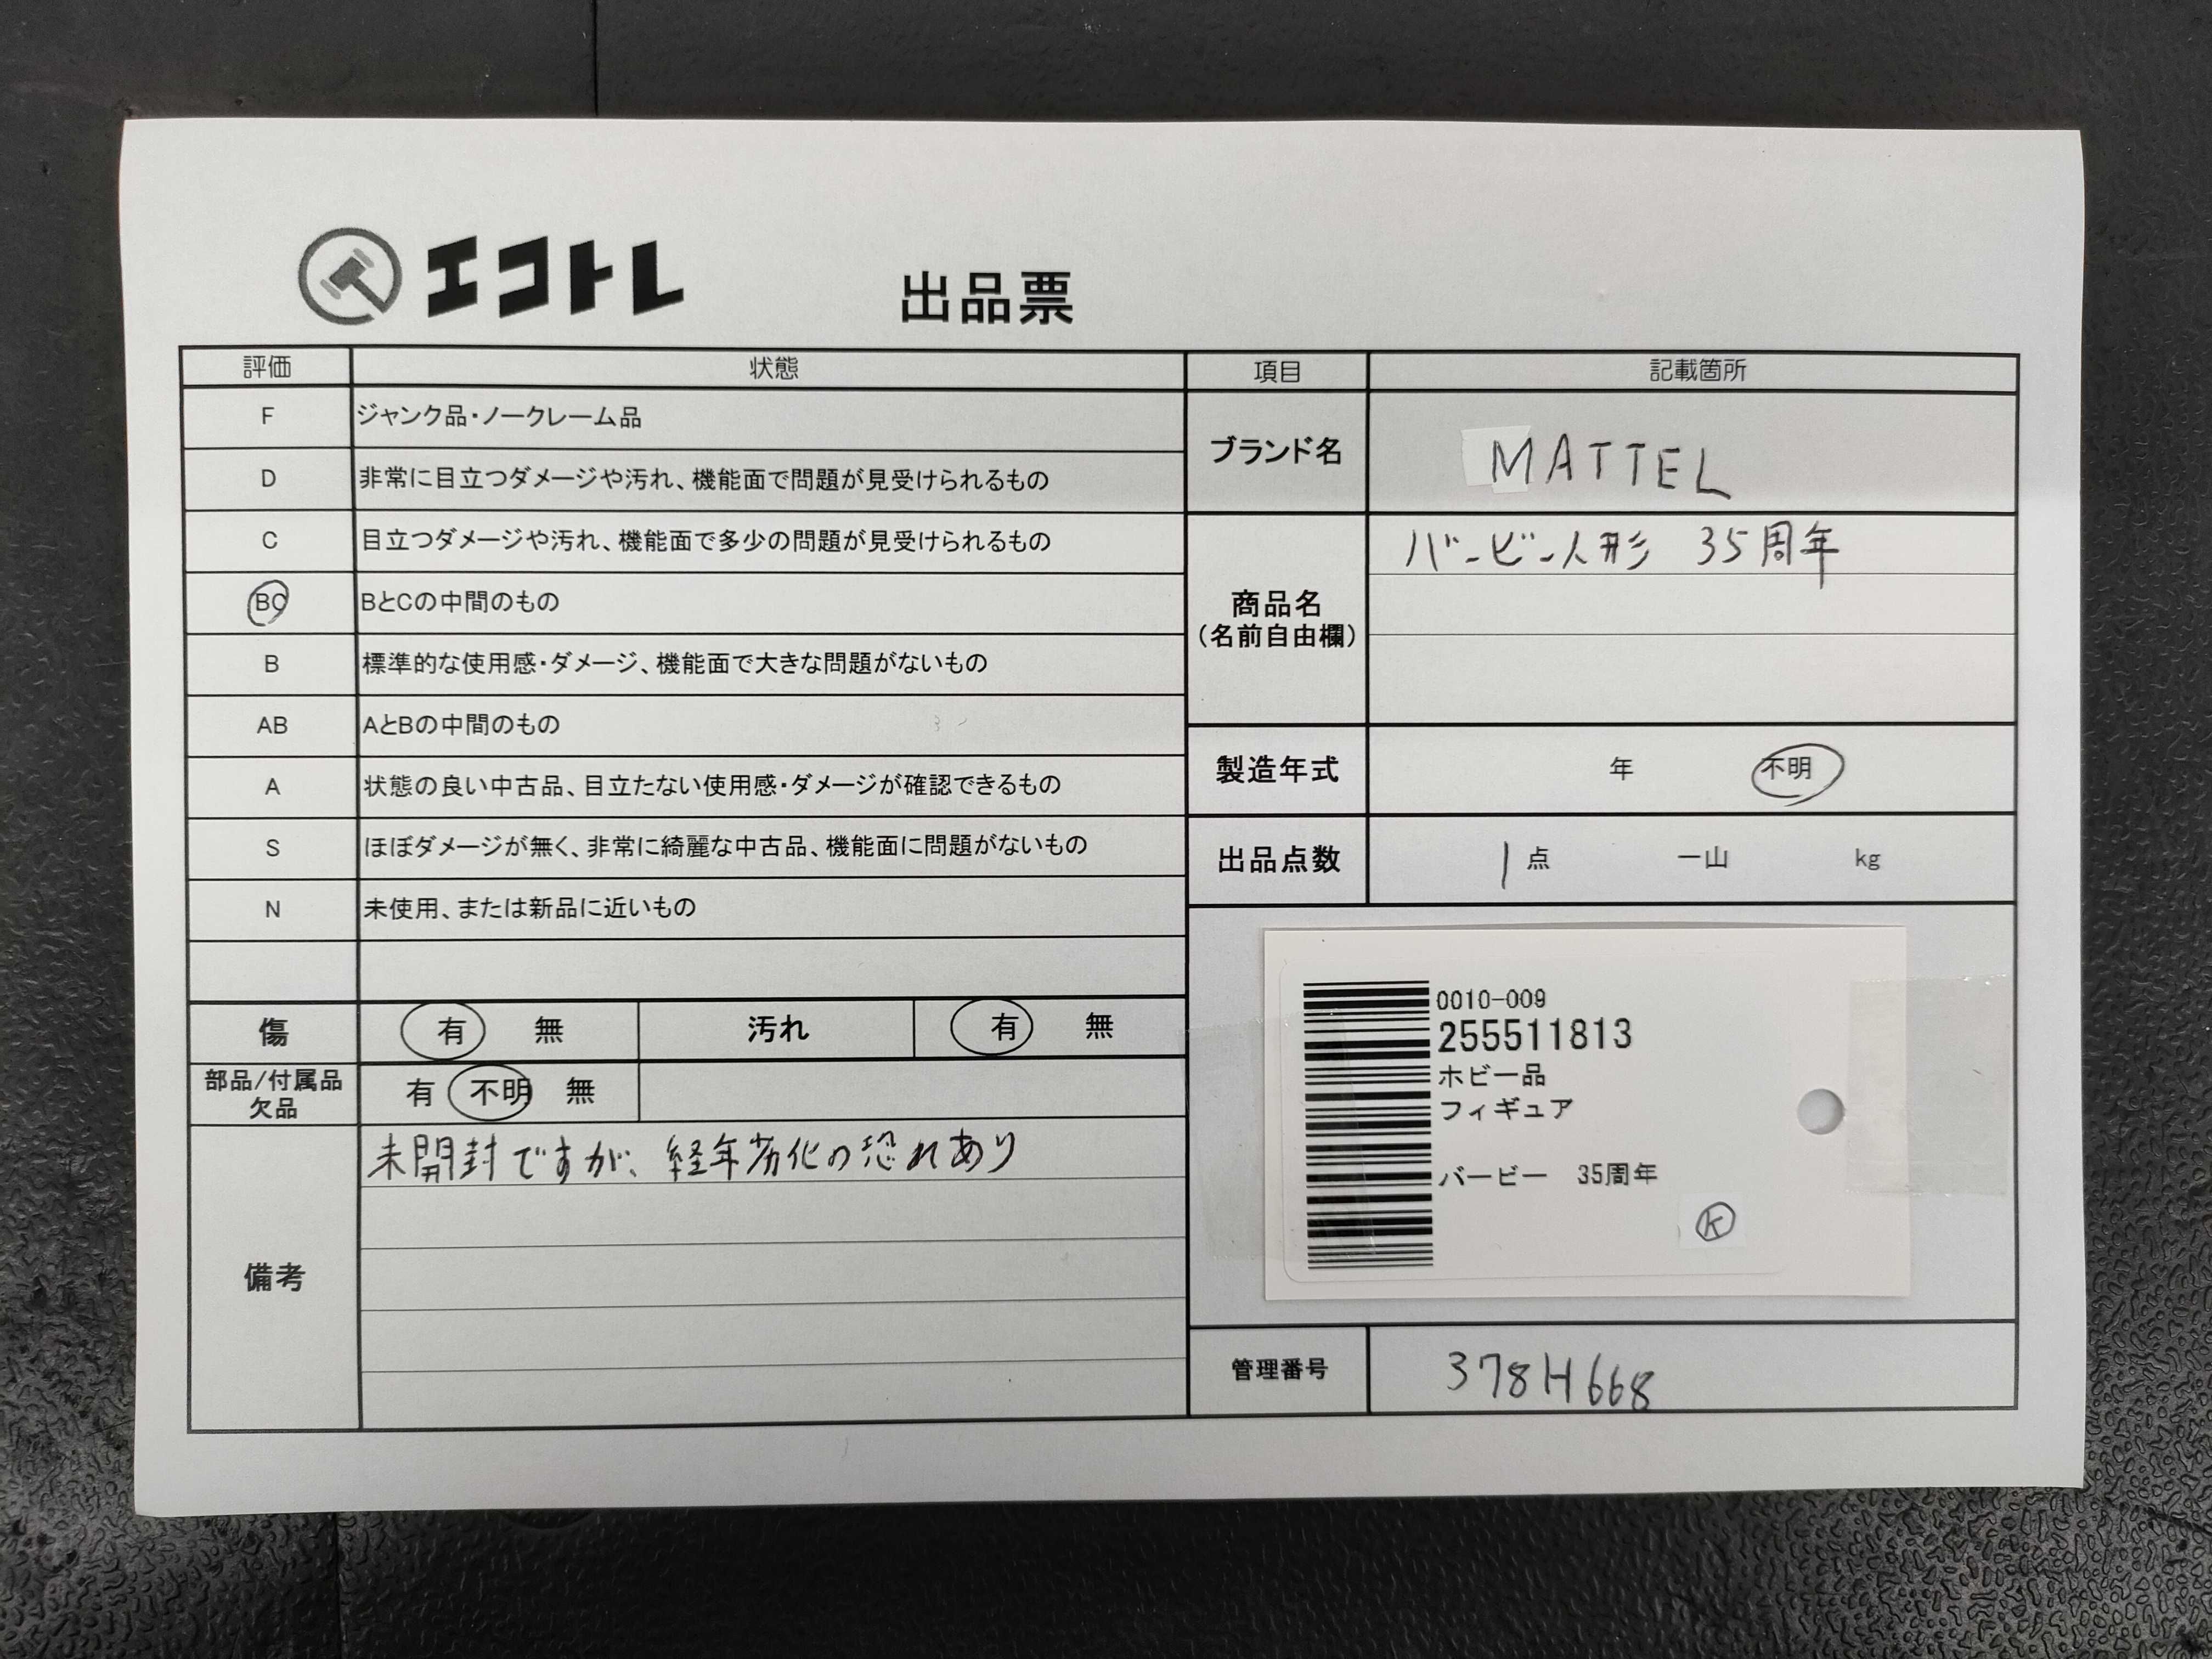 エコトレ
出品票
評価 状態
F ジャンク品・ノークレーム品
D 非常に目立つダメージや汚れ、機能面で問題が見受けられるもの
C 目立つダメージや汚れ、機能面で多少の問題が見受けられるもの
BC BとCの中間のもの
B 標準的な使用感・ダメージ、機能面で大きな問題がないもの
AB AとBの中間のもの
A 状態の良い中古品、目立たない使用感・ダメージが確認できるもの
S ほぼダメージが無く、非常に綺麗な中古品、機能面に問題がないもの
N 未使用、または新品に近いもの
傷 有 無 汚れ 有 無
部品/付属品
欠品
有 不明 無
備考
未開封ですが、経年劣化の恐れあり
項目 記載箇所
ブランド名 MATTEL
商品名
(名前自由欄)
バービー人形 35周年
製造年式 年 不明
出品点数 1点 一山 kg
0010-009
255511813
ホビー品
フィギュア
バービー 35周年
K
管理番号 378H668